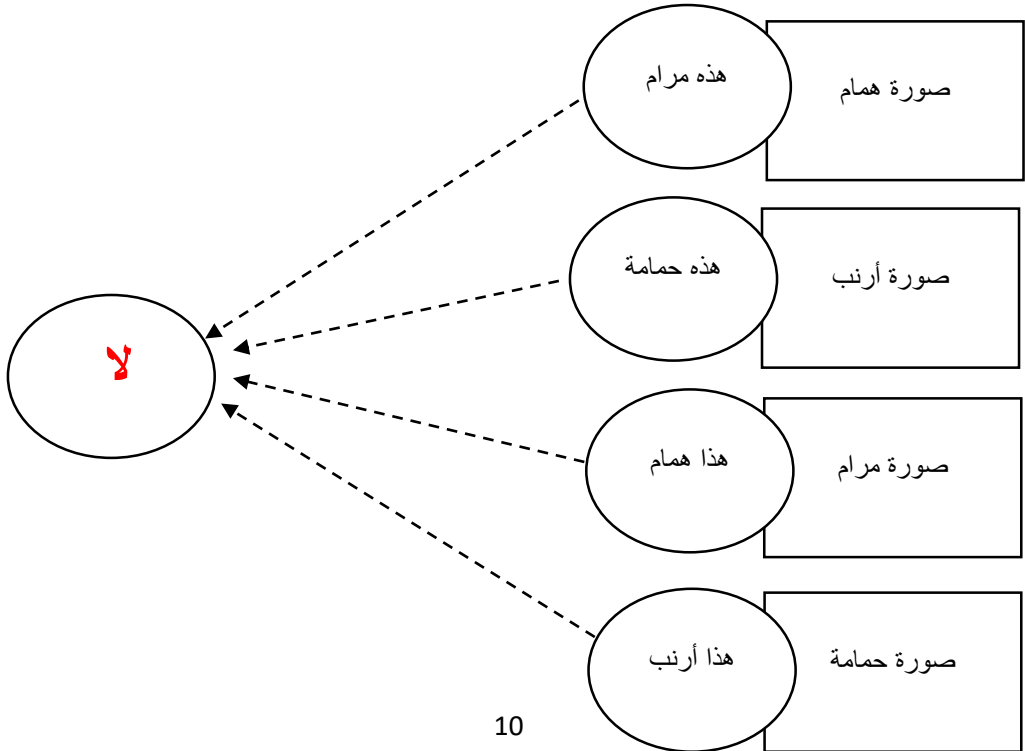 صورة همام
هذه مرام
صورة أرنب
هذه حمامة
لا
صورة مرام
هذا همام
صورة حمامة
هذا أرنب
10